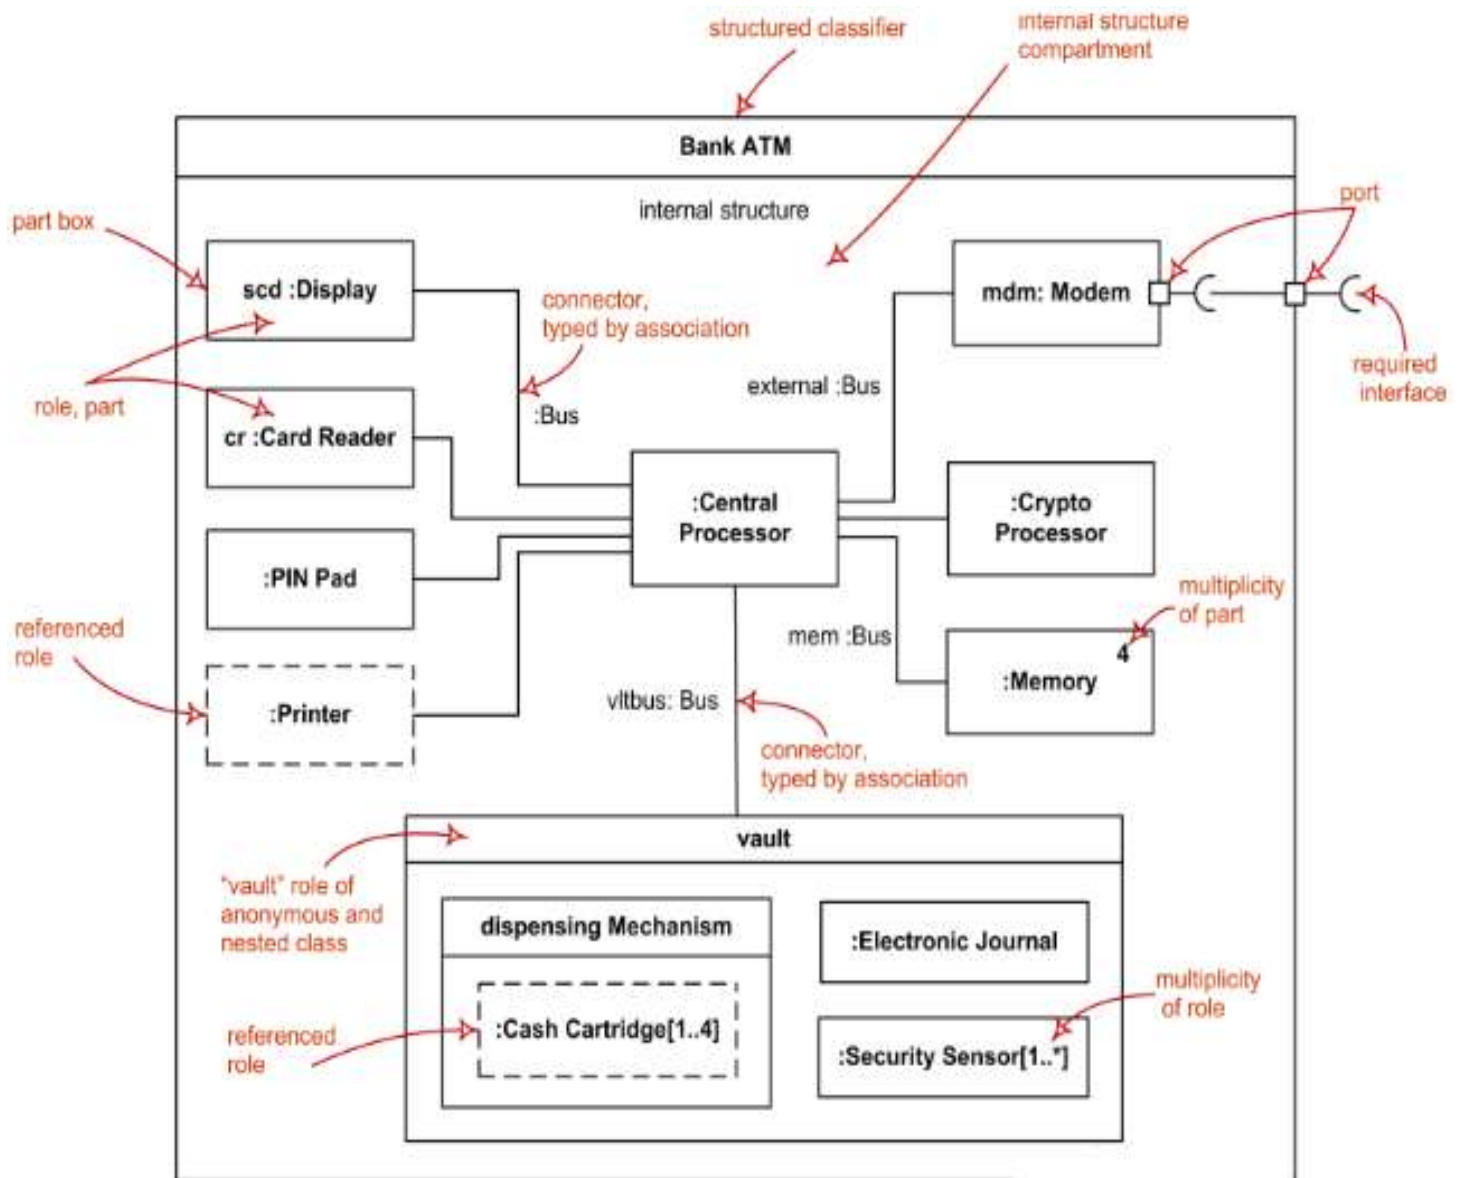 structured classifier
internal structure
compartment
Bank ATM
internal structure
part box
port
scd :Display
mdm: Modem
connector,
typed by association
required
interface
external :Bus
role, part
:Bus
cr :Card Reader
:Central
Processor
:Crypto
Processor
:PIN Pad
multiplicity
of part
referenced
role
mem :Bus
4
:Memory
:Printer
vltbus: Bus
connector,
typed by association
vault
"vault" role of
anonymous and
nested class
dispensing Mechanism
:Electronic Journal
multiplicity
of role
:Cash Cartridge[1..4]
referenced
role
:Security Sensor[1..*]